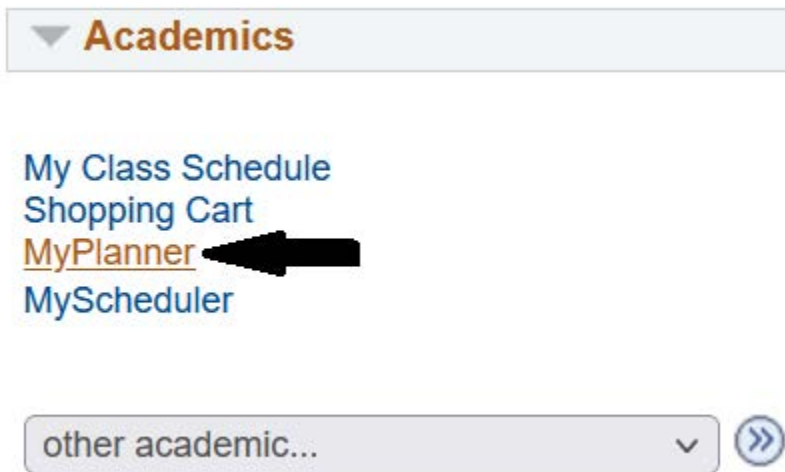 Academics
My Class Schedule
Shopping Cart
MyPlanner
MyScheduler
other academic...